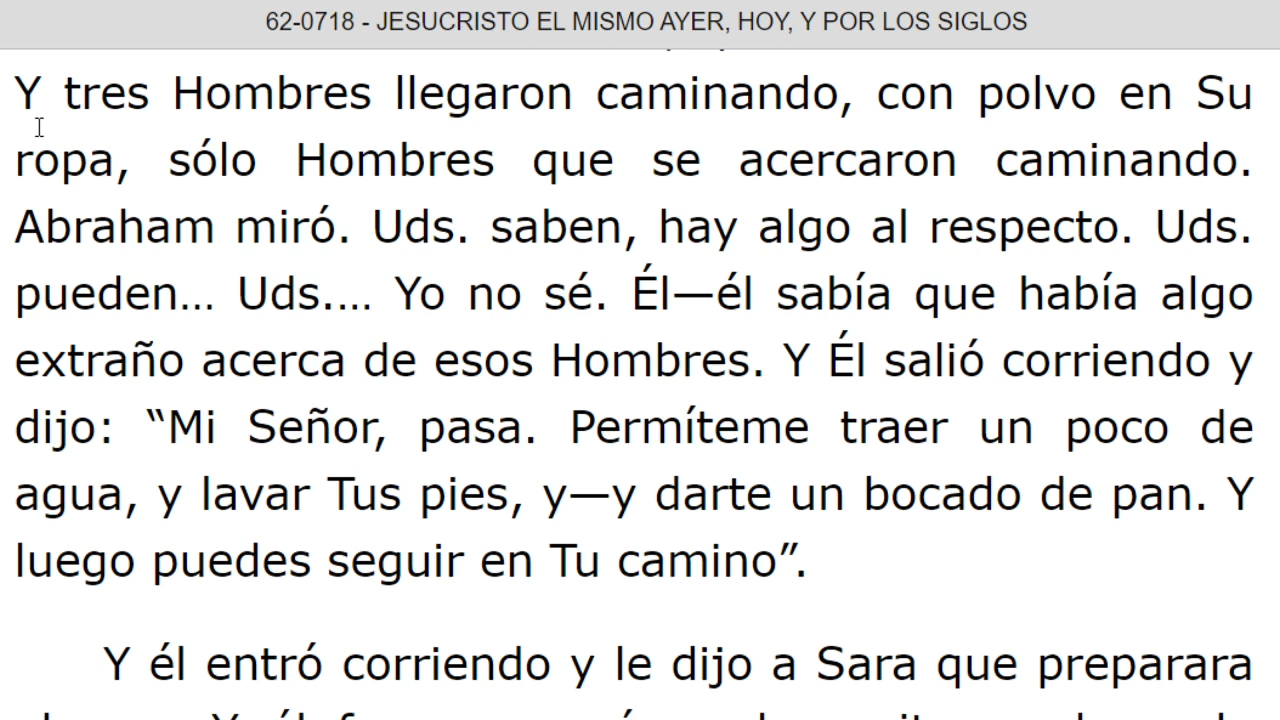 62-0718 - JESUCRISTO EL MISMO AYER, HOY, Y POR LOS SIGLOS
Y tres Hombres llegaron caminando, con polvo en Su
ropa, sólo Hombres que se acercaron caminando.
Abraham miró. Uds. saben, hay algo al respecto. Uds.
pueden… Uds.… Yo no sé. Él—él sabía que había algo
extraño acerca de esos Hombres. Y Él salió corriendo y
dijo: “Mi Señor, pasa. Permíteme traer un poco de
agua, y lavar Tus pies, y—y darte un bocado de pan. Y
luego puedes seguir en Tu camino”.
Y él entró corriendo y le dijo a Sara que preparara